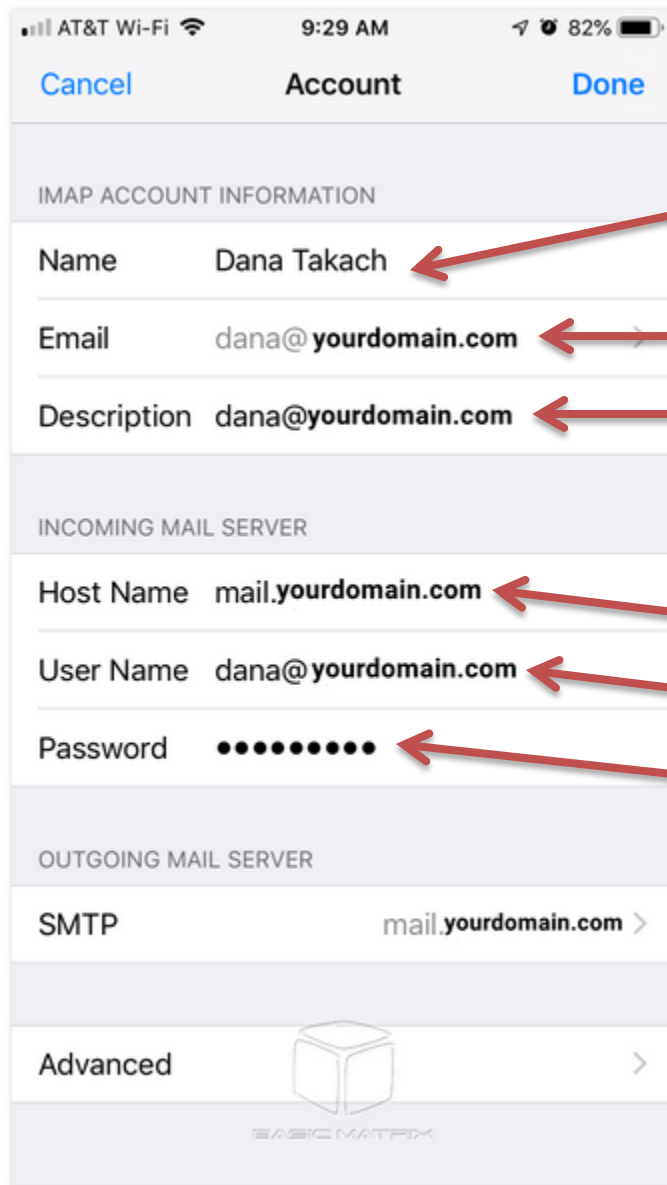 AT&T Wi-Fi 9:29 AM 82%
Cancel Account Done
IMAP ACCOUNT INFORMATION
Name Dana Takach
Email dana@yourdomain.com
Description dana@yourdomain.com
INCOMING MAIL SERVER
Host Name mail.yourdomain.com
User Name dana@yourdomain.com
Password •••••••••
OUTGOING MAIL SERVER
SMTP mail.yourdomain.com
Advanced
BASIC MATRIX